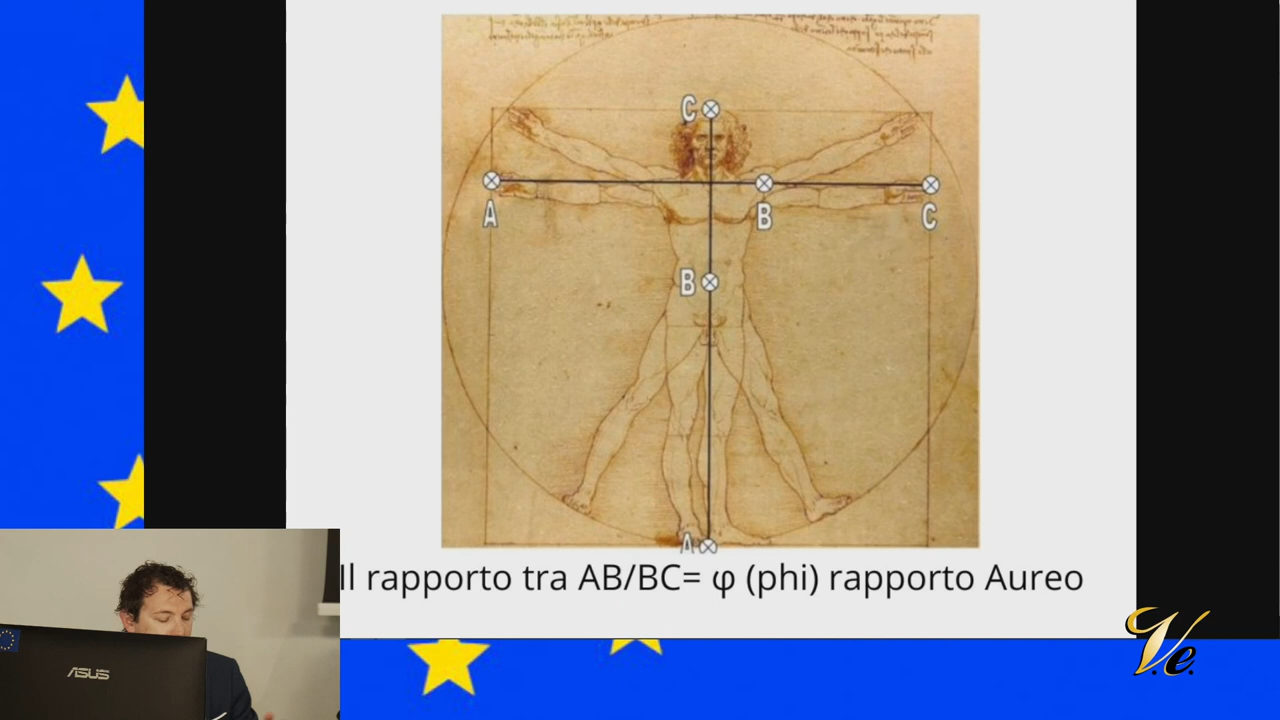 C
A
B
C
B
A
Il rapporto tra AB/BC= φ (phi) rapporto Aureo
ASUS
V.e.